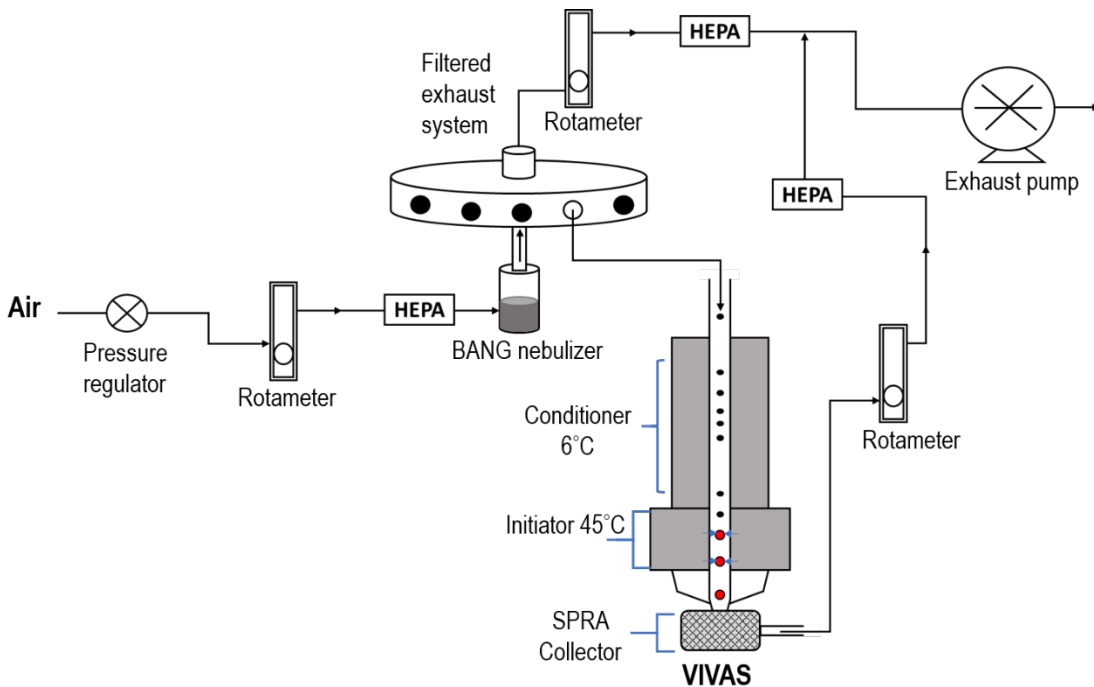 HEPA
Filtered
exhaust
system
Rotameter
Exhaust pump
HEPA
Air
Pressure
regulator
Rotameter
HEPA
BANG nebulizer
Conditioner
6°C
Rotameter
Initiator 45°C
SPRA
Collector
VIVAS